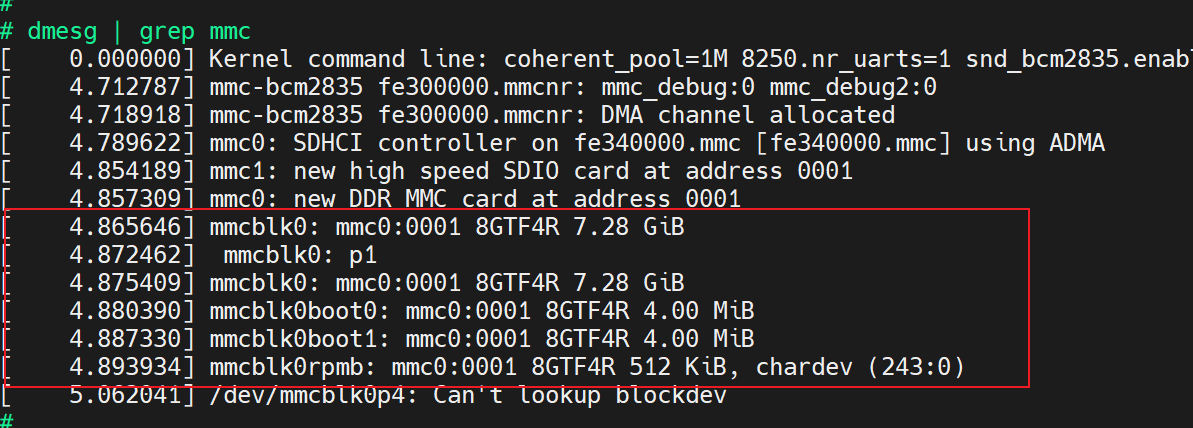 #
# dmesg | grep mmc
[    0.000000] Kernel command line: coherent_pool=1M 8250.nr_uarts=1 snd_bcm2835.enabl
[    4.712787] mmc-bcm2835 fe300000.mmcnr: mmc_debug:0 mmc_debug2:0
[    4.718918] mmc-bcm2835 fe300000.mmcnr: DMA channel allocated
[    4.789622] mmc0: SDHCI controller on fe340000.mmc [fe340000.mmc] using ADMA
[    4.854189] mmc1: new high speed SDIO card at address 0001
[    4.857309] mmc0: new DDR MMC card at address 0001
[    4.865646] mmcblk0: mmc0:0001 8GTF4R 7.28 GiB
[    4.872462]  mmcblk0: p1
[    4.875409] mmcblk0: mmc0:0001 8GTF4R 7.28 GiB
[    4.880390] mmcblk0boot0: mmc0:0001 8GTF4R 4.00 MiB
[    4.887330] mmcblk0boot1: mmc0:0001 8GTF4R 4.00 MiB
[    4.893934] mmcblk0rpmb: mmc0:0001 8GTF4R 512 KiB, chardev (243:0)
[    5.062041] /dev/mmcblk0p4: Can't lookup blockdev
#